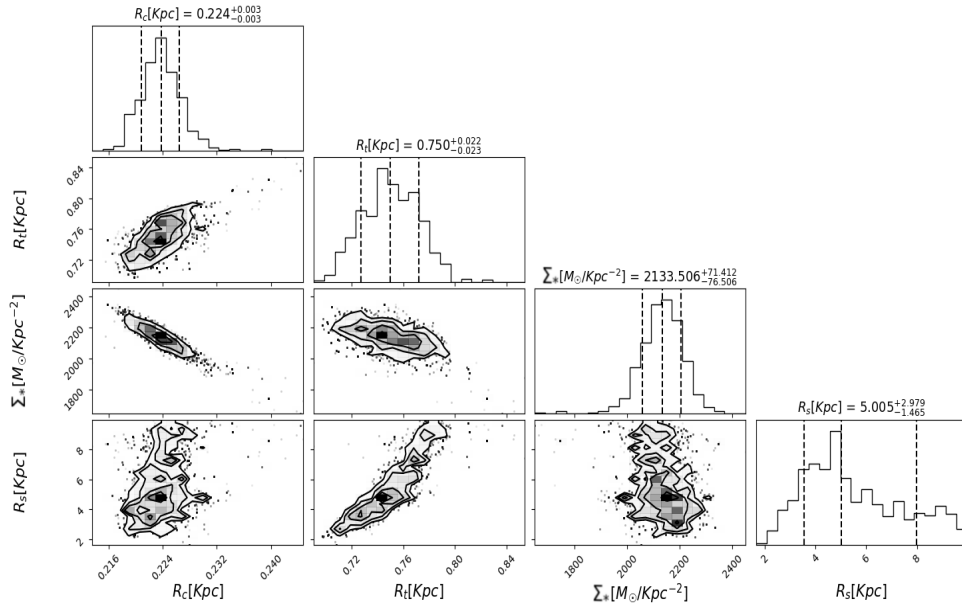 R_c[Kpc] = 0.224^{+0.003}_{-0.003}
R_t[Kpc] = 0.750^{+0.022}_{-0.023}
R_t[Kpc]
0.84
0.80
0.76
0.72
∑_*[M_⊙/Kpc^{-2}] = 2133.506^{+71.412}_{-76.506}
∑_*[M_⊙/Kpc^{-2}]
2400
2200
2000
1800
R_s[Kpc] = 5.005^{+2.979}_{-1.465}
R_s[Kpc]
8
6
4
2
0.216 0.224 0.232 0.240
0.72 0.76 0.80 0.84
1800 2000 2200 2400
2 4 6 8
R_c[Kpc]
R_t[Kpc]
∑_*[M_⊙/Kpc^{-2}]
R_s[Kpc]